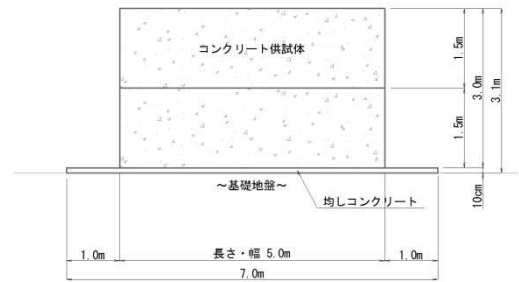 コンクリート供試体
1.5m
3.0m
3.1m
1.5m
～基礎地盤～
均しコンクリート
10cm
1.0m
長さ・幅 5.0m
1.0m
7.0m